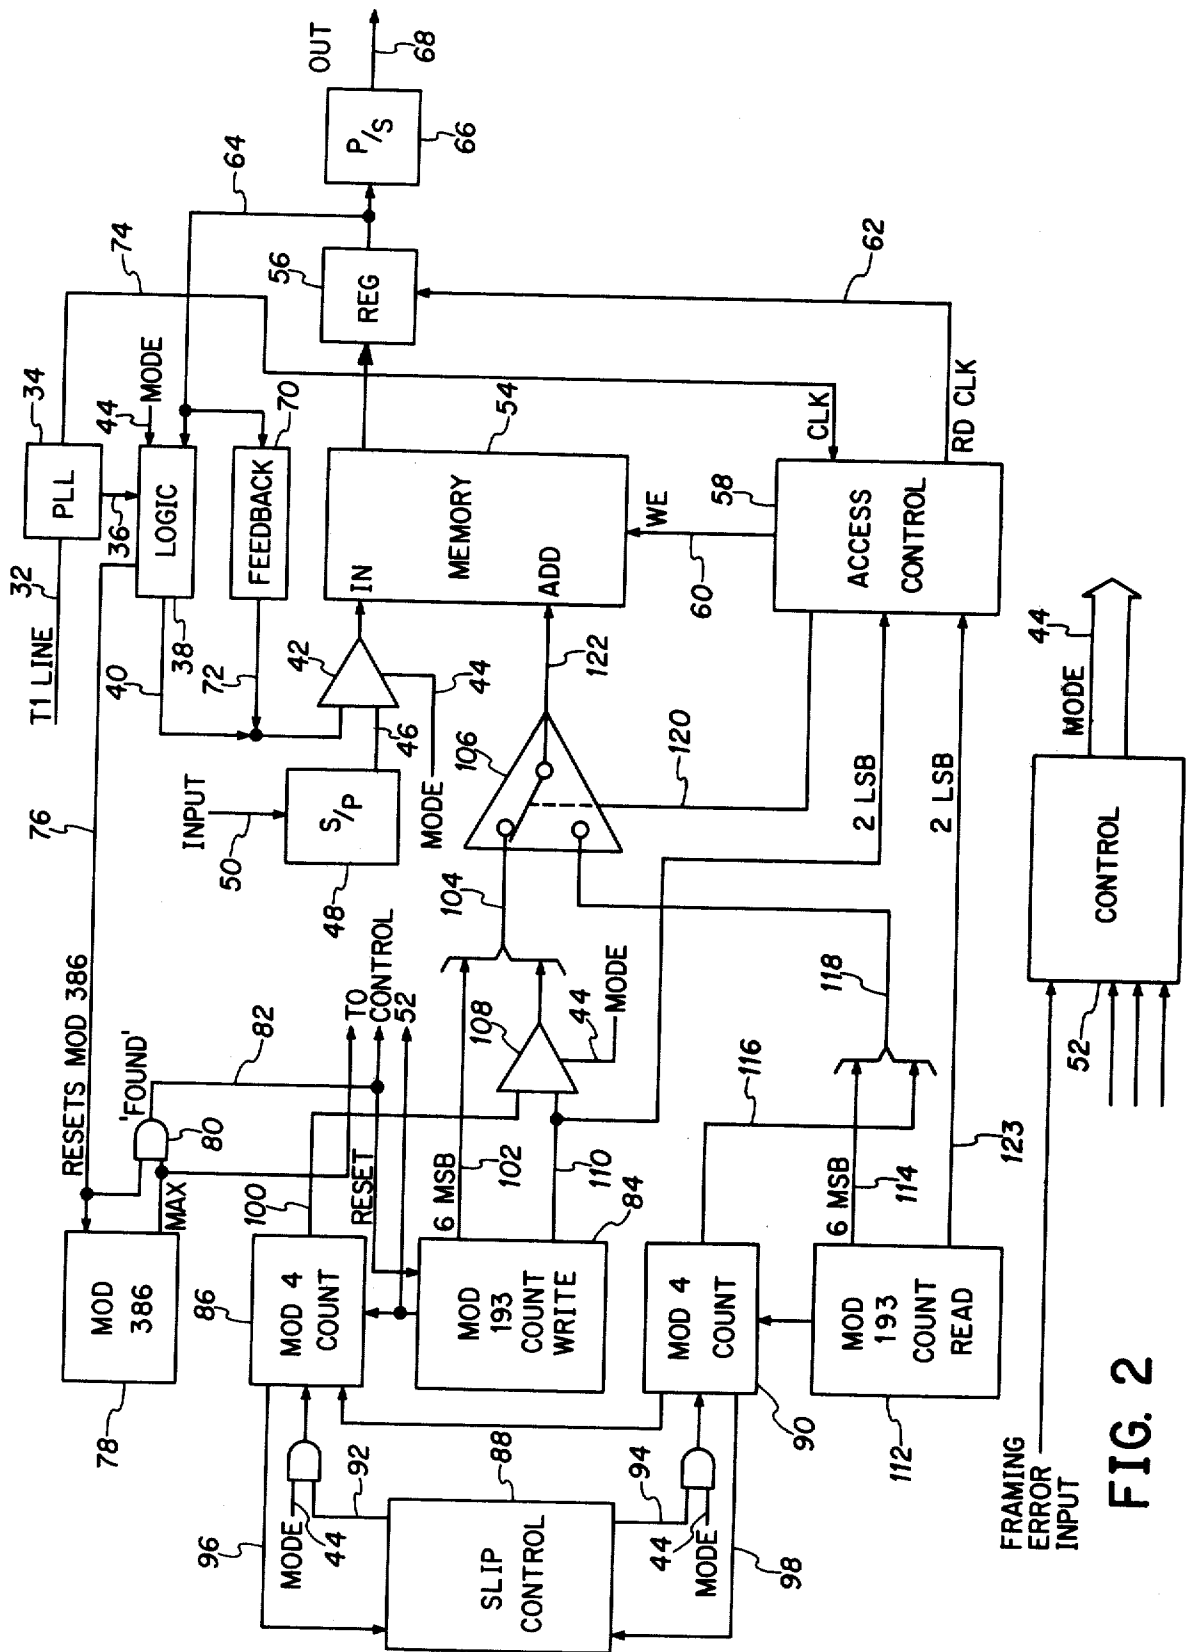 T1 LINE
32
34
PLL
36
44
MODE
74
64
OUT
68
P/S
66
56
REG
62
RD CLK
76
RESETS MOD 386
40
LOGIC
38
70
FEEDBACK
72
INPUT
50
S/P
48
46
42
44
MODE
IN
MEMORY
ADD
54
122
WE
60
CLK
58
ACCESS
CONTROL
120
106
2 LSB
2 LSB
'FOUND'
82
80
MAX
MOD
386
78
TO
CONTROL
52
RESET
100
86
MOD 4
COUNT
104
108
44
MODE
6 MSB
102
110
84
MOD
193
COUNT
WRITE
96
MODE
44
92
88
SLIP
CONTROL
94
44
MODE
98
MOD 4
COUNT
90
116
118
6 MSB
114
123
MOD
193
COUNT
READ
112
FRAMING
ERROR
INPUT
52
CONTROL
MODE
44
FIG. 2